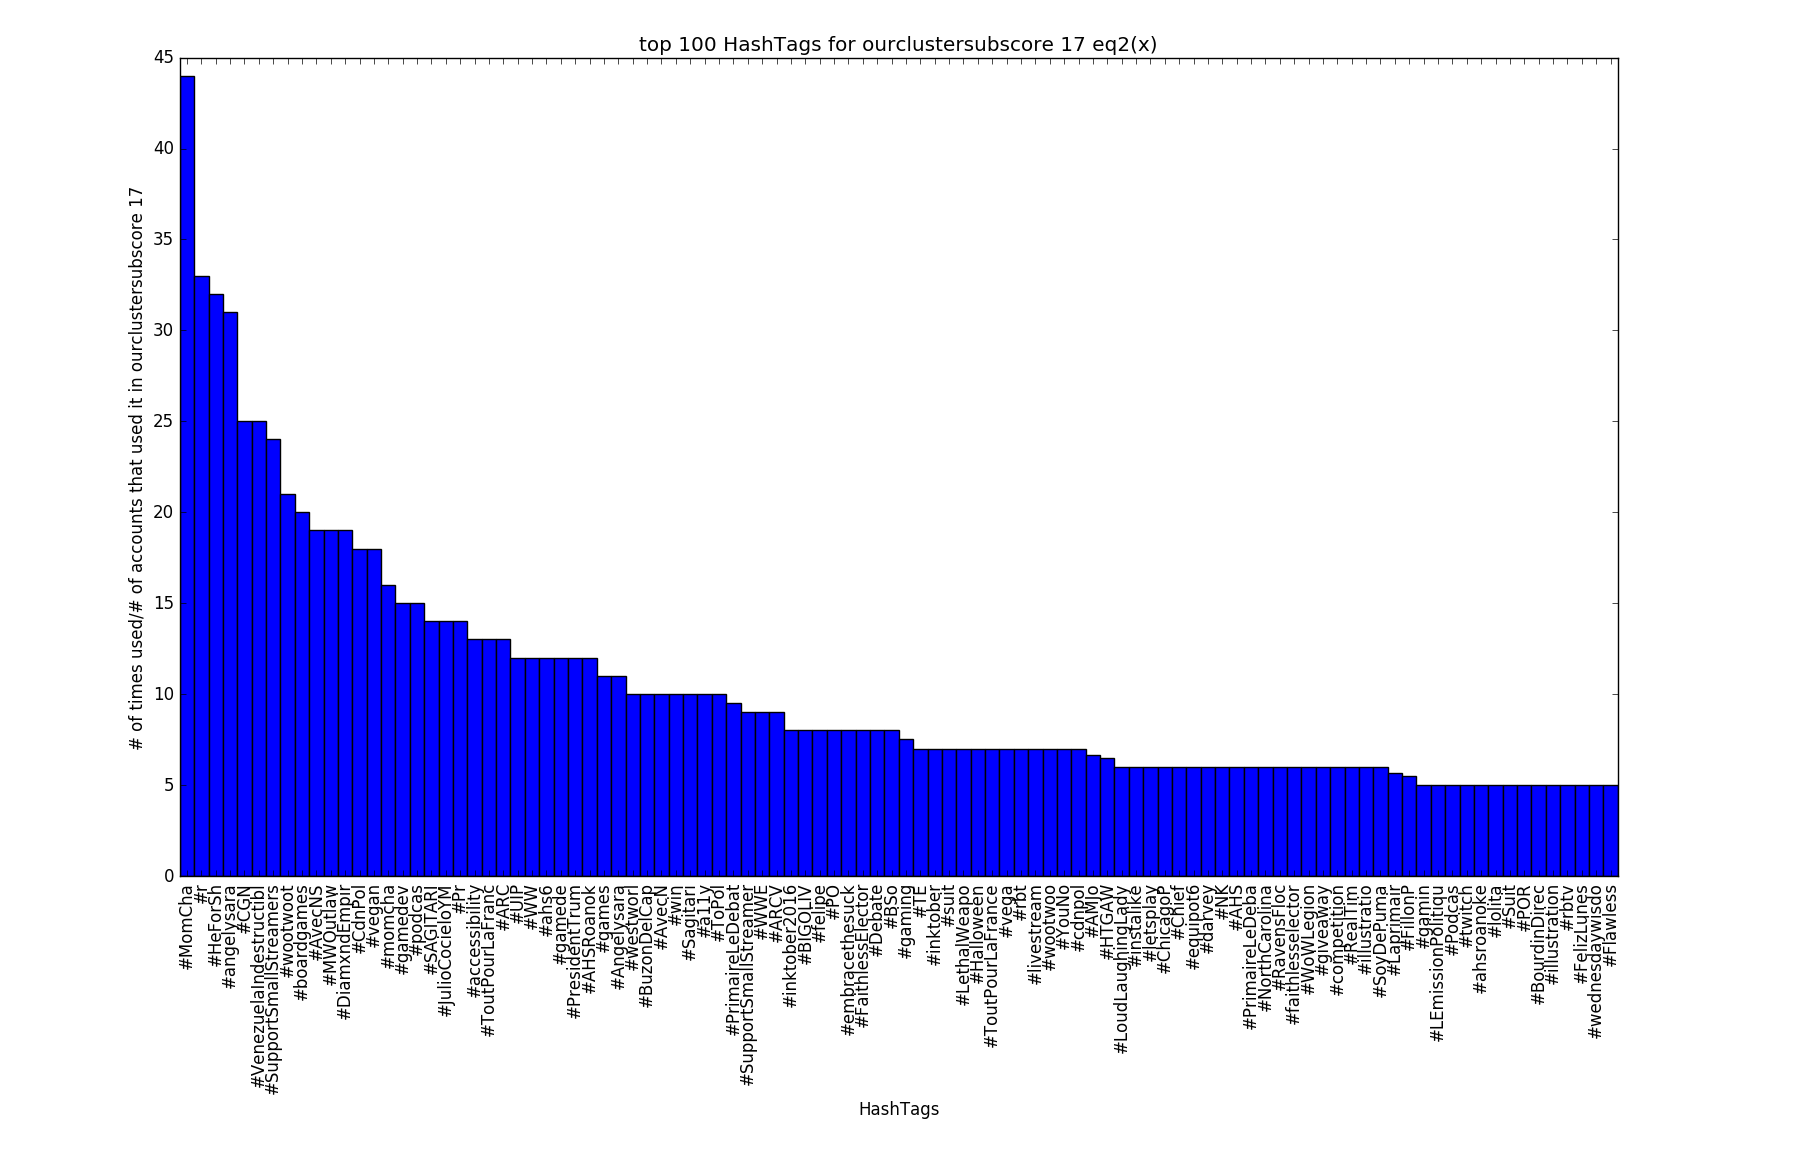 top 100 HashTags for ourclustersubscore 17 eq2(x)
# of times used/# of accounts that used it in ourclustersubscore 17
45
40
35
30
25
20
15
10
5
0
#MomCha
#r
#HeForSh
#angelysara
#CGN
#VenezuelaIndestructibl
#SupportSmallStreamers
#wootwoot
#boardgames
#AvecNS
#MWOutlaw
#DiamxndEmpir
#CdnPol
#vegan
#momcha
#gamedev
#podcas
#SAGITARI
#JulioCocieloYM
#Pr
#accessibility
#ToutPourLaFranc
#ARC
#UIP
#WW
#ahs6
#gamede
#PresidentTrum
#AHSRoanok
#games
#Angelysara
#Westworl
#BuzonDelCap
#AvecN
#win
#Sagitari
#a11y
#ToPol
#PrimaireLeDebat
#SupportSmallStreamer
#WWE
#ARCV
#inktober2016
#BIGOLIV
#felipe
#PO
#embracethesuck
#FaithlessElector
#Debate
#BSo
#gaming
#TE
#inktober
#suit
#LethalWeapo
#Halloween
#ToutPourLaFrance
#vega
#rbt
#livestream
#wootwo
#YouNo
#cdnpol
#AMJo
#HTGAW
#LoudLaughingLady
#instalike
#letsplay
#ChicagoP
#Chief
#equipot6
#darvey
#NK
#AHS
#PrimaireLeDeba
#NorthCarolina
#RavensFloc
#faithlesselector
#WoWLegion
#giveaway
#competition
#RealTim
#illustratio
#SoyDePuma
#Laprimair
#FillonP
#gamin
#LEmissionPolitiqu
#Podcas
#twitch
#ahsroanoke
#lolita
#Suit
#POR
#BourdinDirec
#illustration
#rbtv
#FelizLunes
#wednesdaywisdo
#Flawless
HashTags